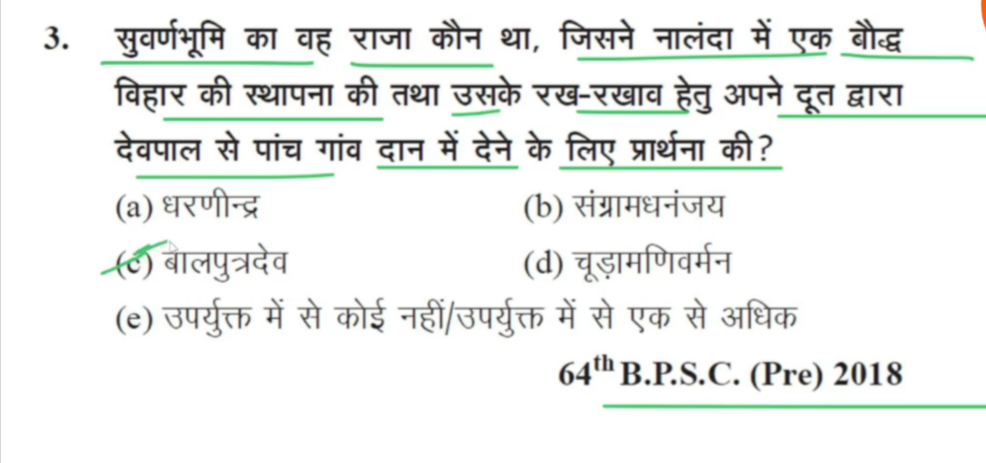 3. सुवर्णभूमि का वह राजा कौन था, जिसने नालंदा में एक बौद्ध
विहार की स्थापना की तथा उसके रख-रखाव हेतु अपने दूत द्वारा
देवपाल से पांच गांव दान में देने के लिए प्रार्थना की?
(a) धरणीन्द्र (b) संग्रामधनंजय
(c) बालपुत्रदेव (d) चूड़ामणिवर्मन
(e) उपर्युक्त में से कोई नहीं/उपर्युक्त में से एक से अधिक
64th B.P.S.C. (Pre) 2018